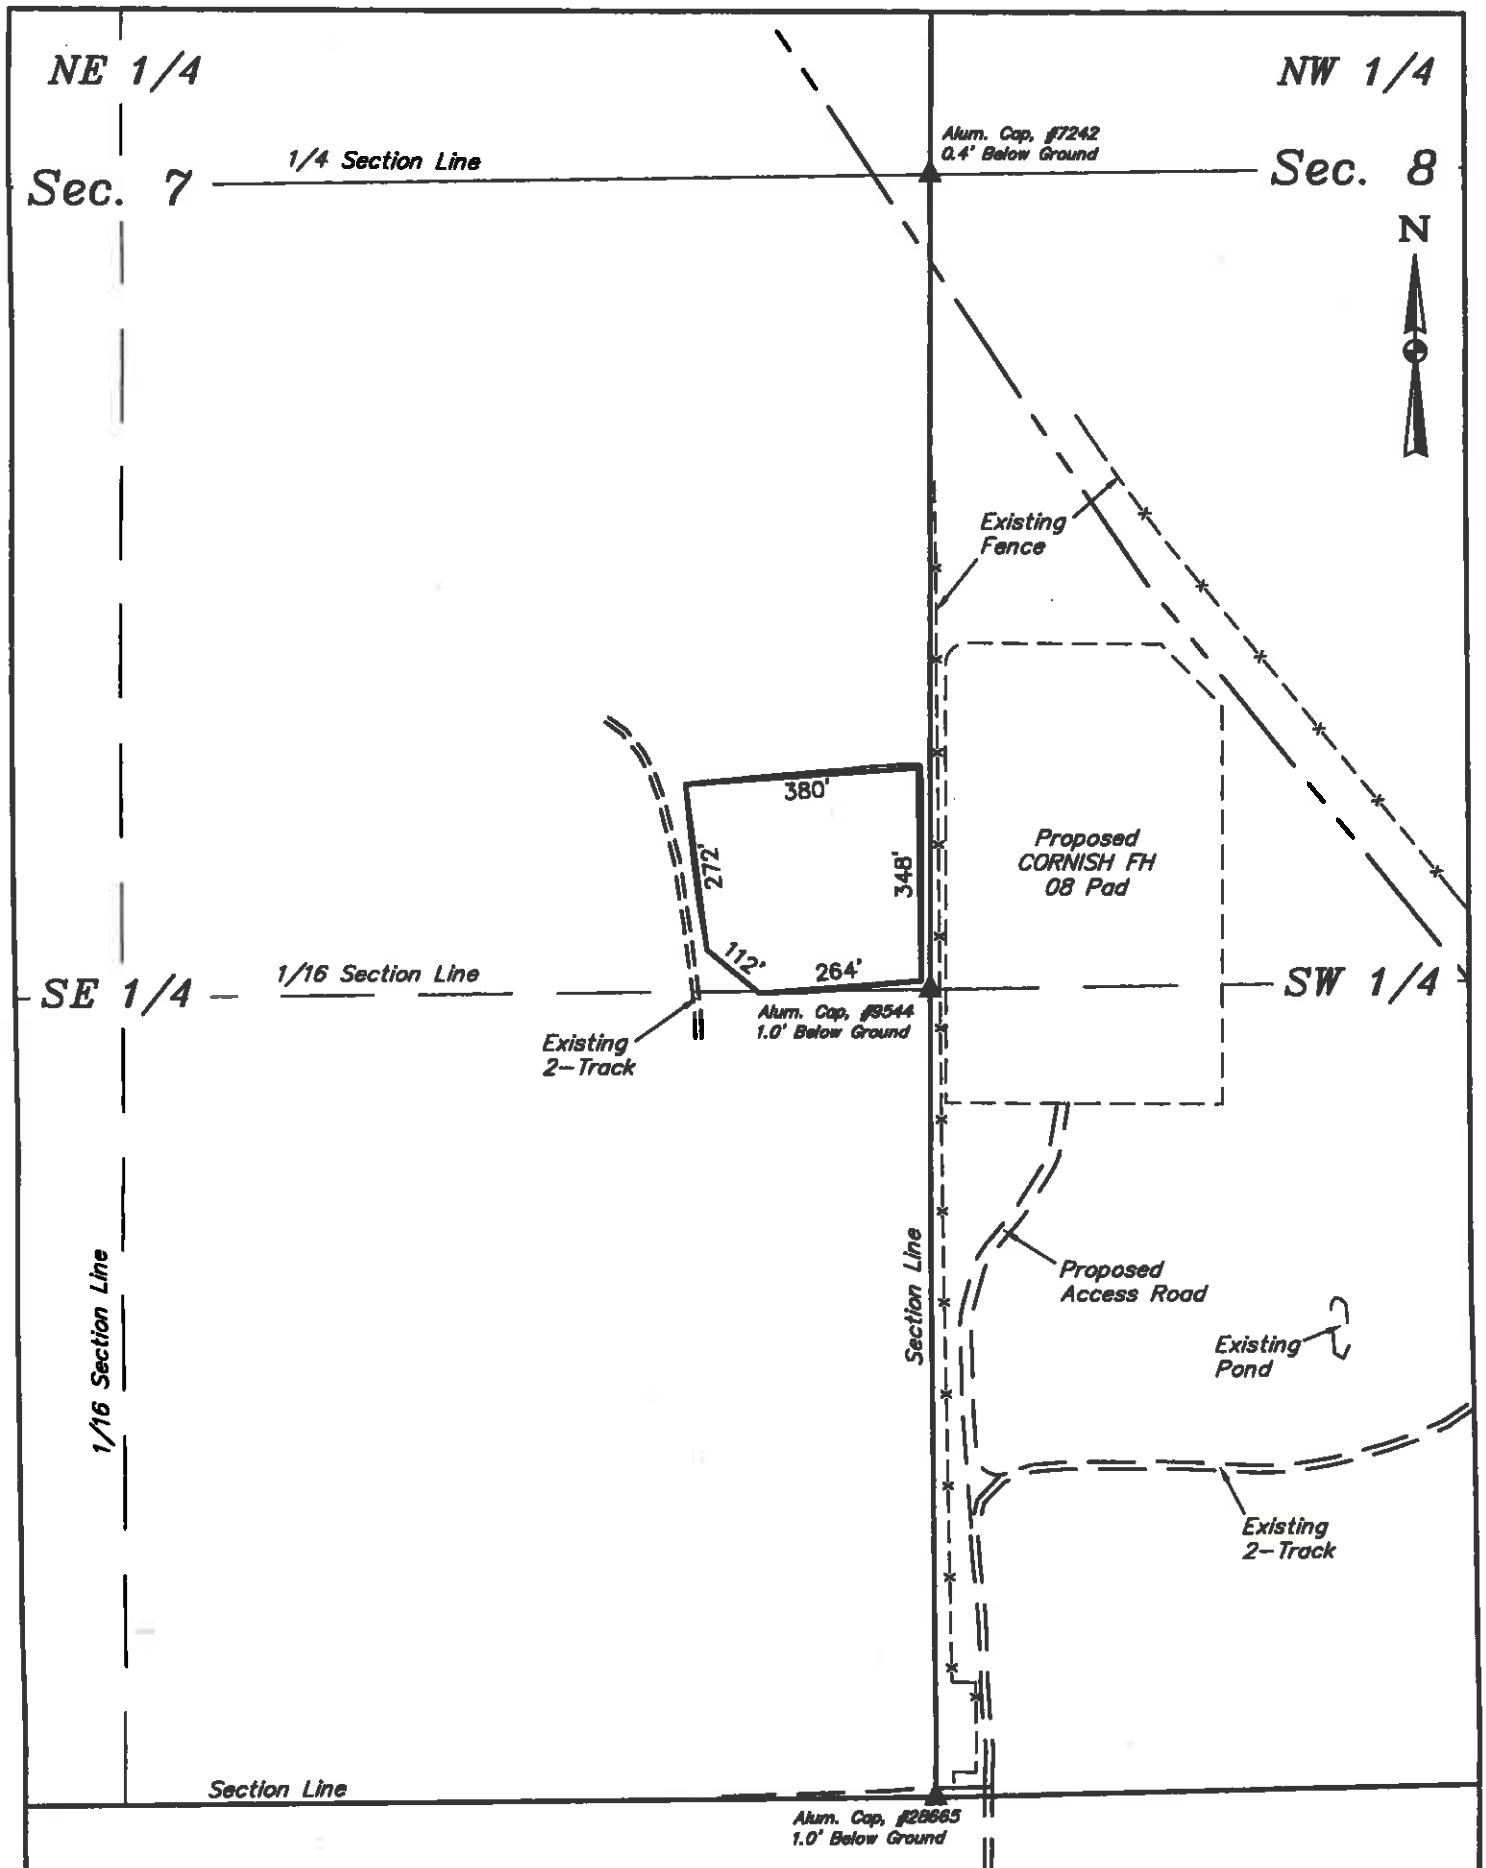 NE 1/4
NW 1/4
Alum. Cap, #7242
0.4' Below Ground
1/4 Section Line
Sec. 7
Sec. 8
N
Existing
Fence
380'
272'
348'
112'
264'
Proposed
CORNISH FH
08 Pad
1/16 Section Line
SE 1/4
SW 1/4
Alum. Cap, #9544
1.0' Below Ground
Existing
2-Track
Section Line
Proposed
Access Road
1/16 Section Line
Existing
Pond
Existing
2-Track
Section Line
Alum. Cap, #28665
1.0' Below Ground